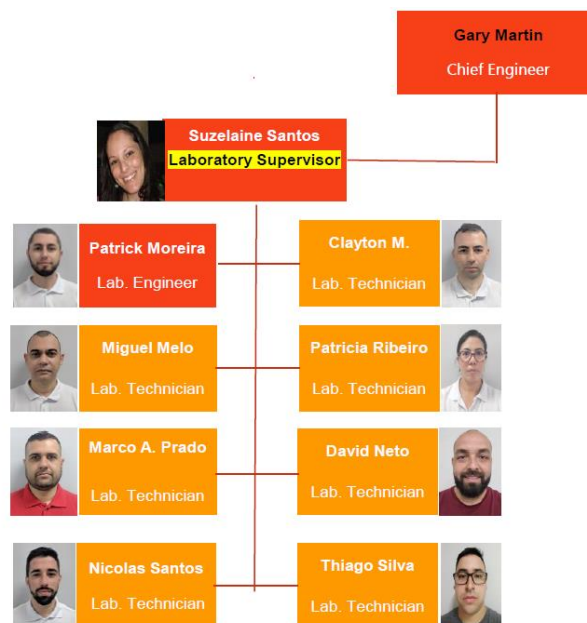 Gary Martin
Chief Engineer
Suzelaine Santos
Laboratory Supervisor
Patrick Moreira
Lab. Engineer
Clayton M.
Lab. Technician
Miguel Melo
Lab. Technician
Patricia Ribeiro
Lab. Technician
Marco A. Prado
Lab. Technician
David Neto
Lab. Technician
Nicolas Santos
Lab. Technician
Thiago Silva
Lab. Technician